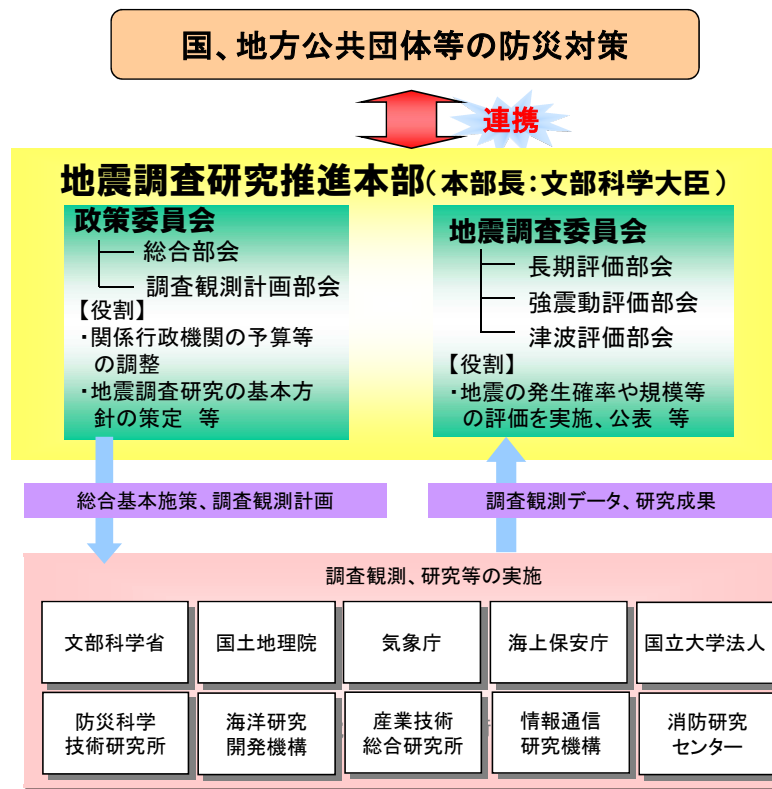 国、地方公共団体等の防災対策
連携
地震調査研究推進本部(本部長:文部科学大臣)
政策委員会
総合部会
調査観測計画部会
【役割】
・関係行政機関の予算等
の調整
・地震調査研究の基本方
針の策定 等
地震調査委員会
長期評価部会
強震動評価部会
津波評価部会
【役割】
・地震の発生確率や規模等
の評価を実施、公表 等
総合基本施策、調査観測計画
調査観測データ、研究成果
調査観測、研究等の実施
文部科学省
国土地理院
気象庁
海上保安庁
国立大学法人
防災科学
技術研究所
海洋研究
開発機構
産業技術
総合研究所
情報通信
研究機構
消防研究
センター